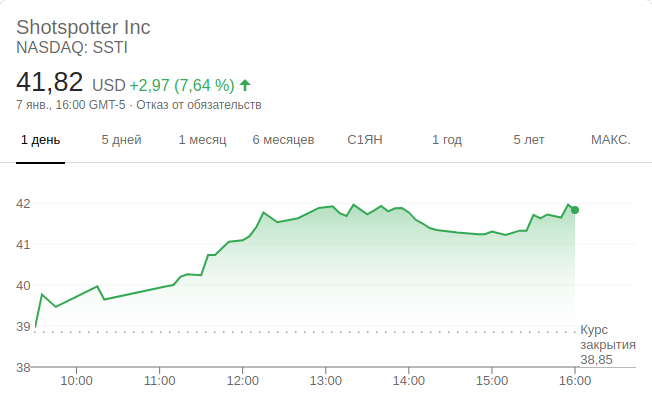 Shotspotter Inc
NASDAQ: SSTI
41,82 USD +2,97 (7,64 %)
7 янв., 16:00 GMT-5 · Отказ от обязательств
1 день 5 дней 1 месяц 6 месяцев С1ЯН 1 год 5 лет МАКС.
42
41
40
39
Курс
закрытия
38,85
38
10:00 11:00 12:00 13:00 14:00 15:00 16:00